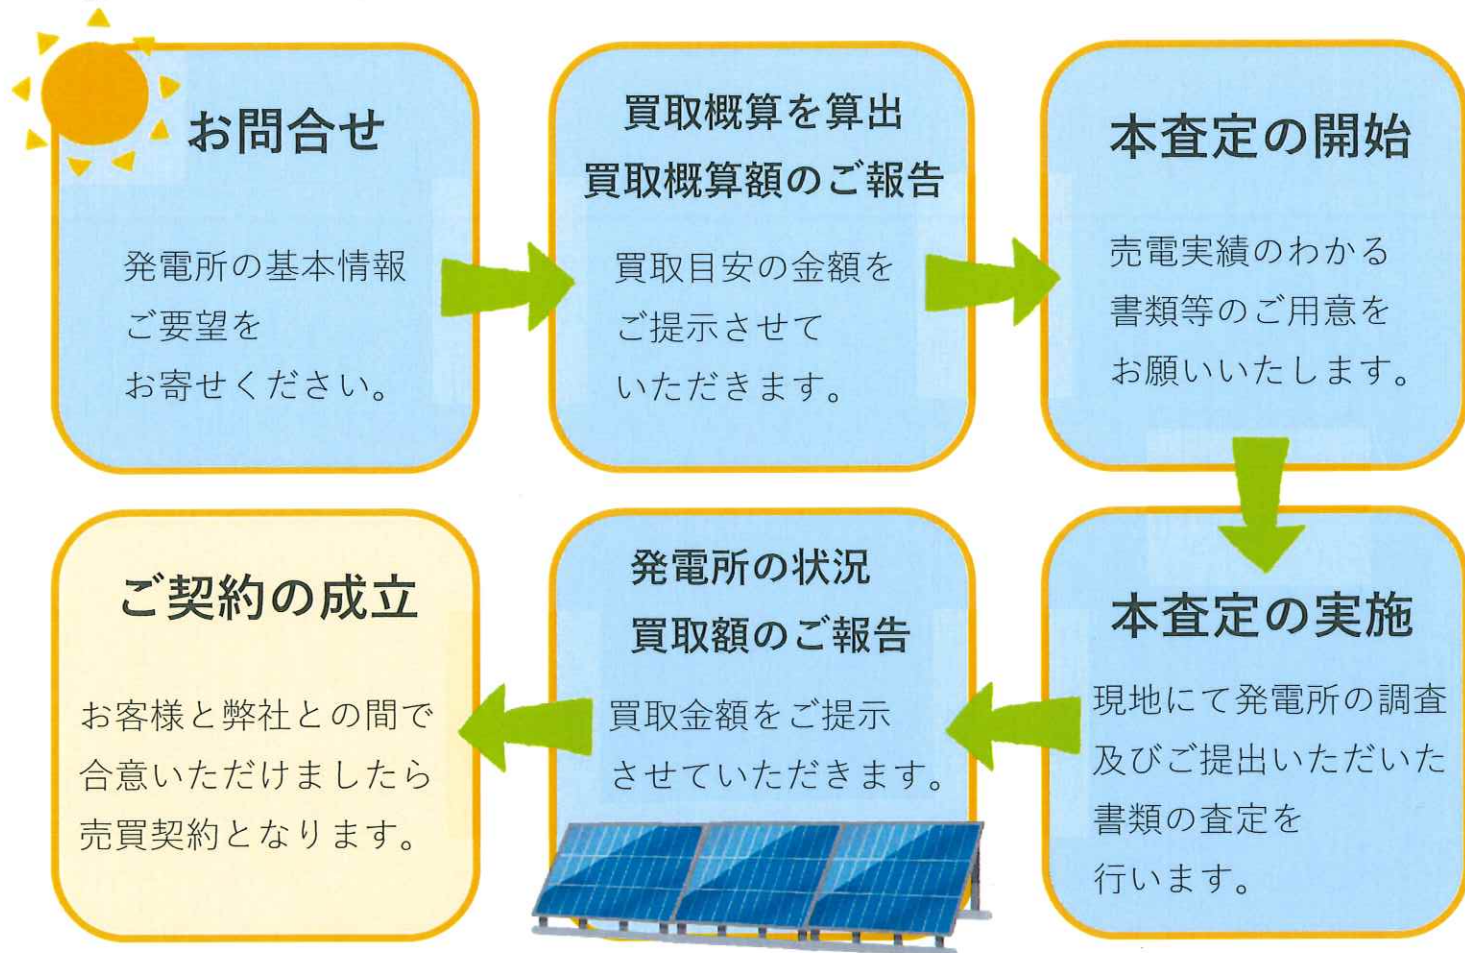 お問合せ
発電所の基本情報
ご要望を
お寄せください。
買取概算を算出
買取概算額のご報告
買取目安の金額を
ご提示させて
いただきます。
本査定の開始
売電実績のわかる
書類等のご用意を
お願いいたします。
本査定の実施
現地にて発電所の調査
及びご提出いただいた
書類の査定を
行います。
発電所の状況
買取額のご報告
買取金額をご提示
させていただきます。
ご契約の成立
お客様と弊社との間で
合意いただけましたら
売買契約となります。